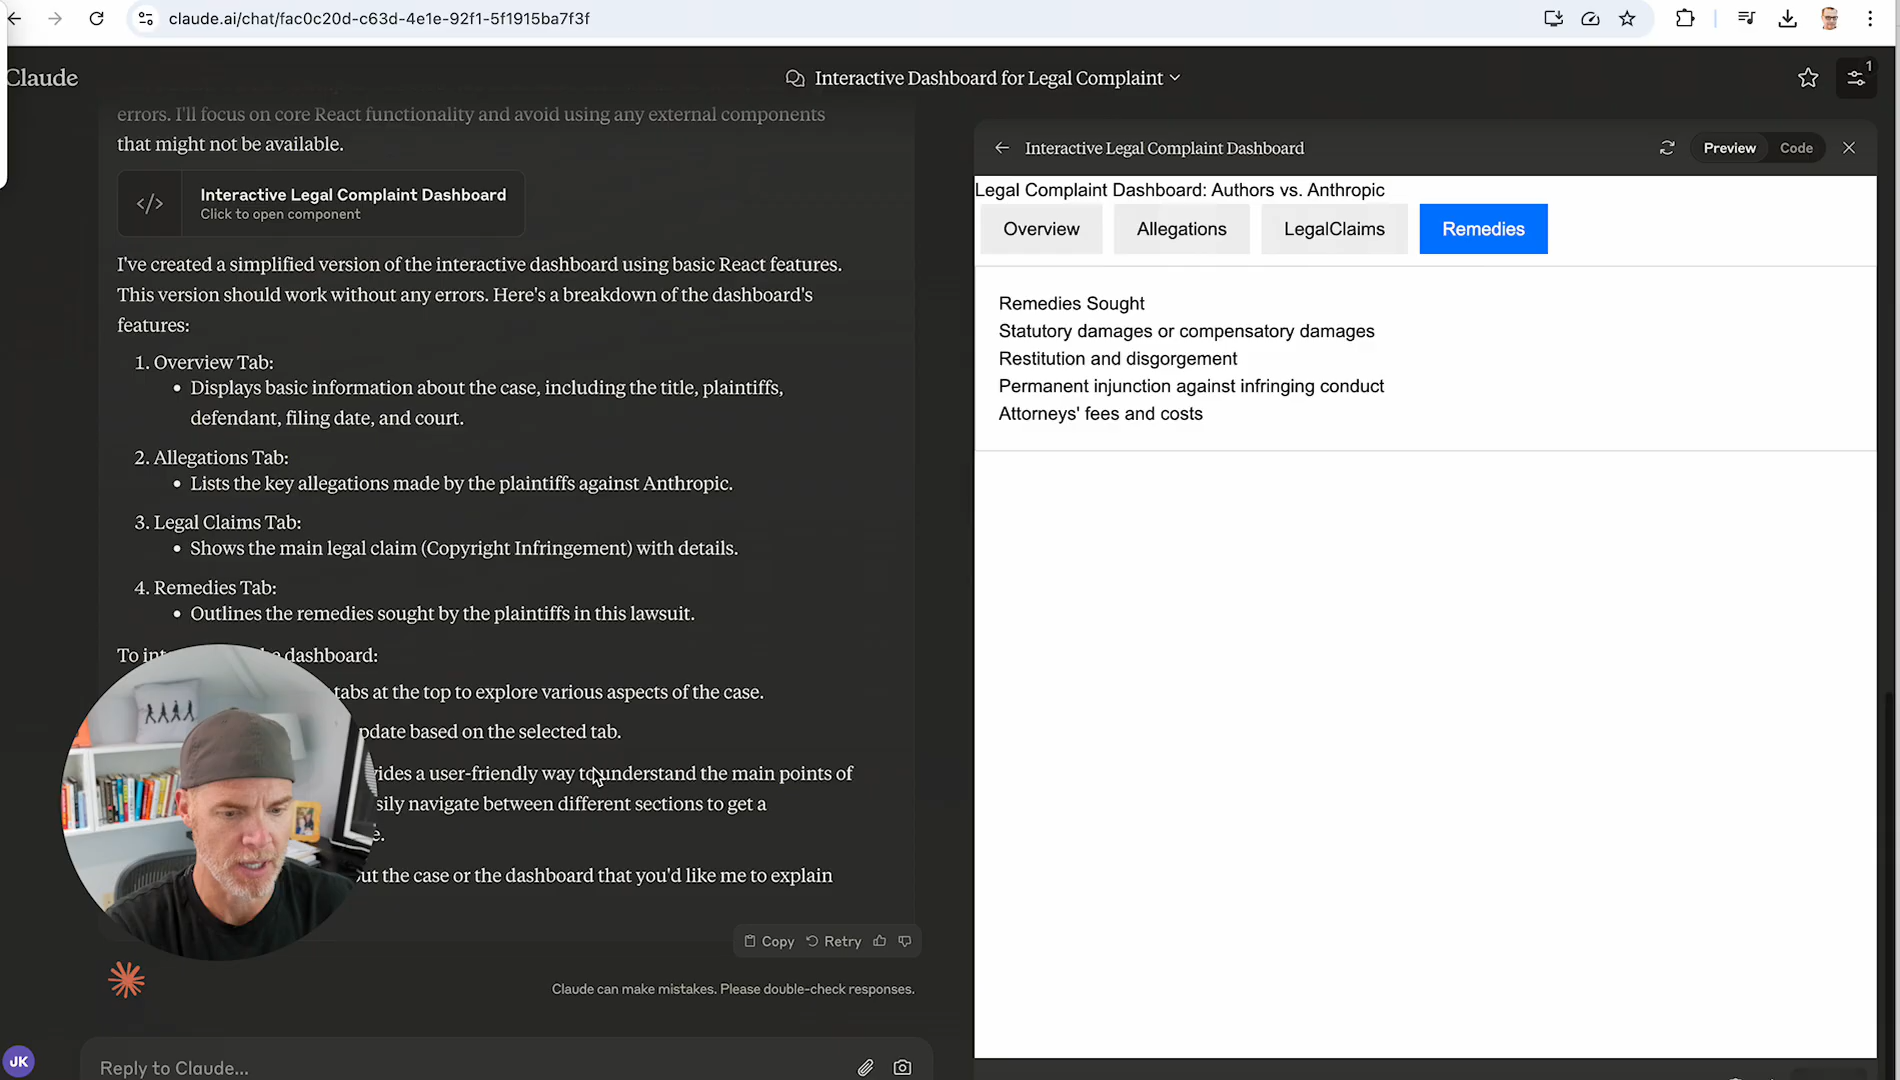 claude.ai/chat/fac0c20d-c63d-4e1e-92f1-5f1915ba7f3f
Claude
Interactive Dashboard for Legal Complaint
1
errors. I'll focus on core React functionality and avoid using any external components
that might not be available.
</>
Interactive Legal Complaint Dashboard
Click to open component
I've created a simplified version of the interactive dashboard using basic React features.
This version should work without any errors. Here's a breakdown of the dashboard's
features:
1. Overview Tab:
• Displays basic information about the case, including the title, plaintiffs,
defendant, filing date, and court.
2. Allegations Tab:
• Lists the key allegations made by the plaintiffs against Anthropic.
3. Legal Claims Tab:
• Shows the main legal claim (Copyright Infringement) with details.
4. Remedies Tab:
• Outlines the remedies sought by the plaintiffs in this lawsuit.
To dashboard:
tabs at the top to explore various aspects of the case.
based on the selected tab.
a user-friendly way to understand the main points of
navigate between different sections to get a
the case or the dashboard that you'd like me to explain
Copy Retry
Claude can make mistakes. Please double-check responses.
JK
Reply to Claude...
Interactive Legal Complaint Dashboard
Preview Code
Legal Complaint Dashboard: Authors vs. Anthropic
Overview Allegations LegalClaims Remedies
Remedies Sought
Statutory damages or compensatory damages
Restitution and disgorgement
Permanent injunction against infringing conduct
Attorneys' fees and costs